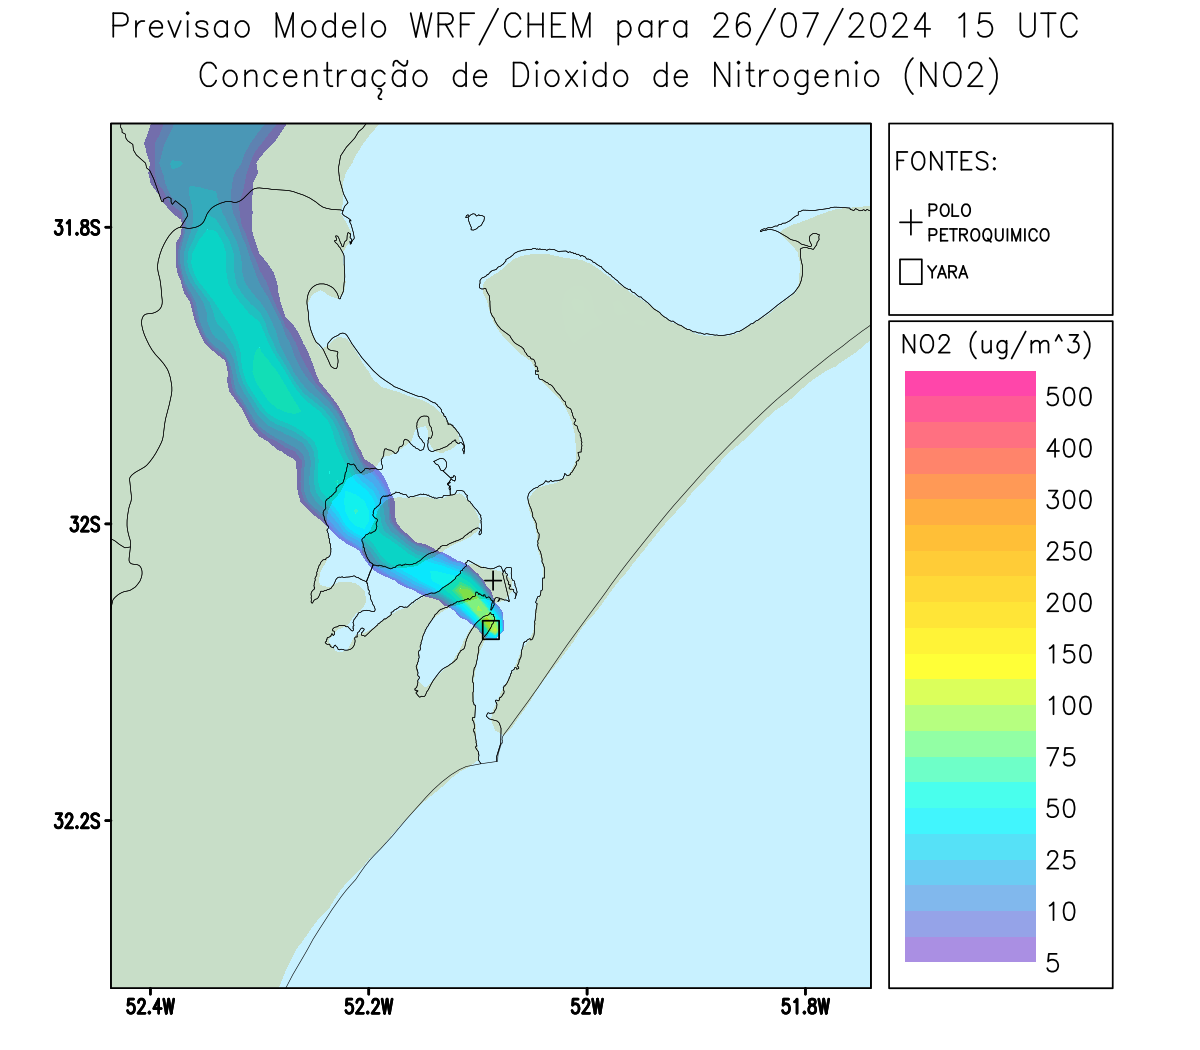 Previsao Modelo WRF/CHEM para 26/07/2024 15 UTC
Concentração de Dioxido de Nitrogenio (NO2)
FONTES:
POLO
PETROQUIMICO
YARA
NO2 (ug/m^3)
500
400
300
250
200
150
100
75
50
25
10
5
31.8S
32S
32.2S
52.4W
52.2W
52W
51.8W